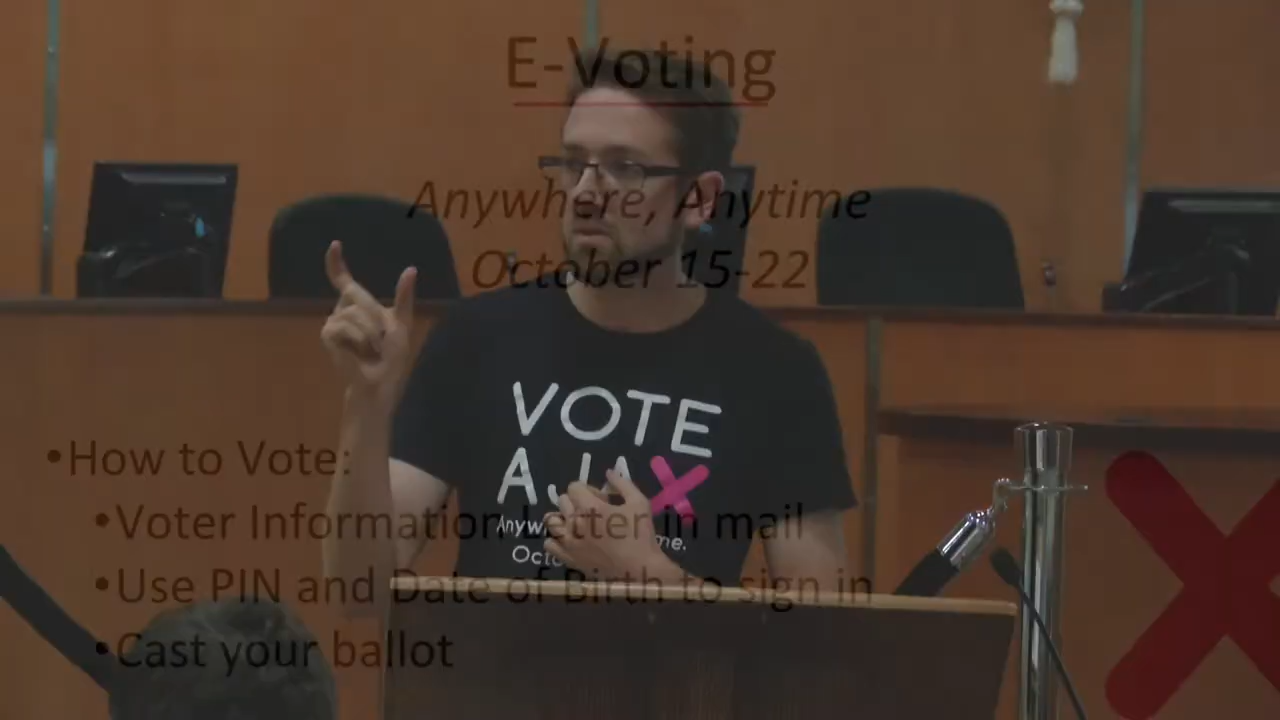 E-Voting
Anywhere, Anytime
October 15-22
VOTE
AJAX
•How to Vote:
•Voter Information Letter in mail
•Use PIN and Date of Birth to sign in
•Cast your ballot